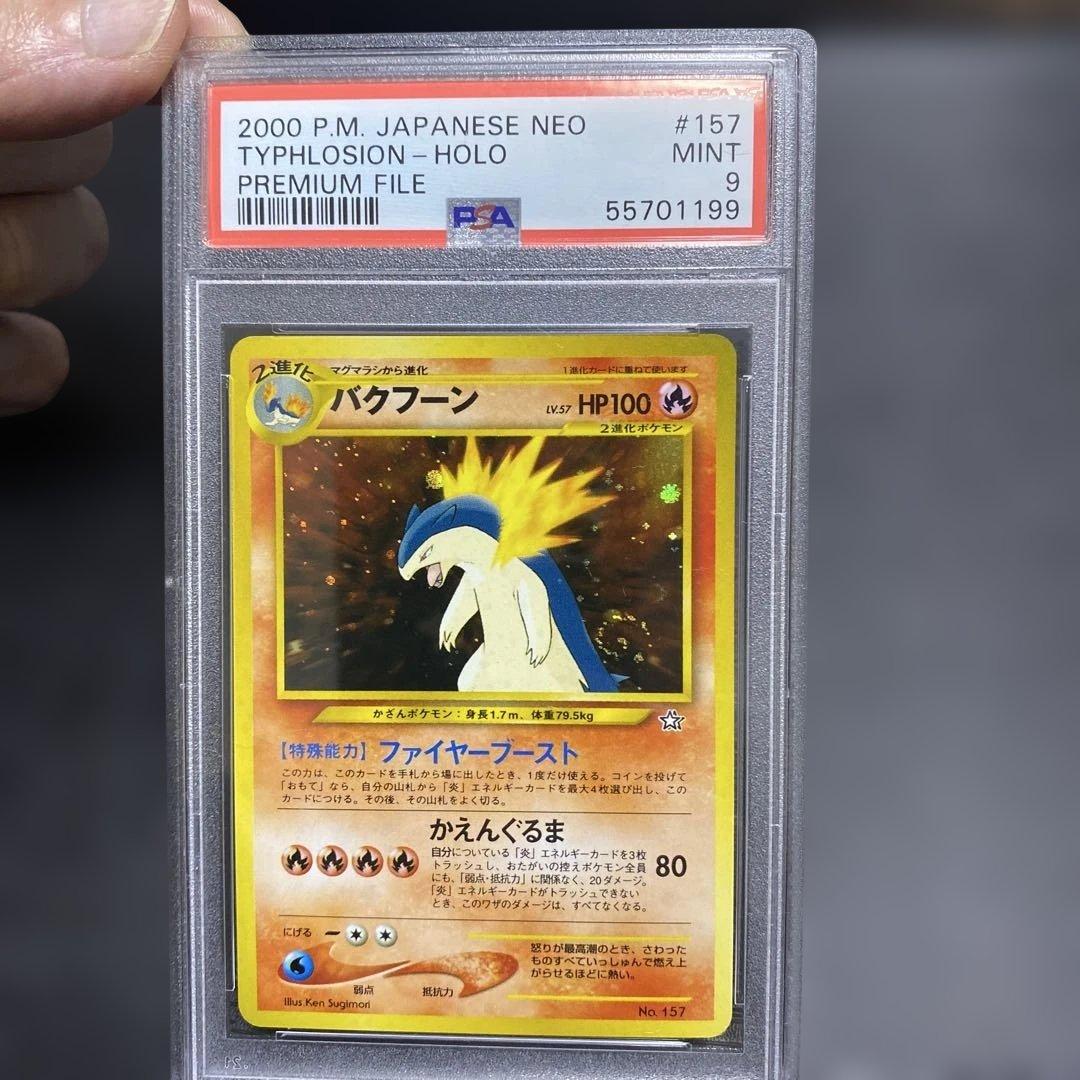 2000 P.M. JAPANESE NEO #157
TYPHLOSION-HOLO MINT
PREMIUM FILE 9
PSA 55701199
2進化
マグマラシから進化 1進化カードに重ねて使います
バクフーン LV.57 HP100
2進化ポケモン
かざんポケモン：身長1.7m、体重79.5kg
【特殊能力】ファイヤーブースト
この力は、このカードを手札から場に出したとき、1度だけ使える。コインを投げて
「おもて」なら、自分の山札から「炎」エネルギーカードを最大4枚選び出し、この
カードにつける。その後、その山札をよく切る。
かえんぐるま
自分についている「炎」エネルギーカードを3枚
トラッシュし、おたがいの控えポケモン全員
にも、「弱点・抵抗力」に関係なく、20ダメージ。
「炎」エネルギーカードがトラッシュできない
とき、このワザのダメージは、すべてなくなる。
80
にげる
弱点 抵抗力
怒りが最高潮のとき、さわった
ものすべていっしゅんで燃え上
がらせるほどに熱い。
Illus. Ken Sugimori
No. 157